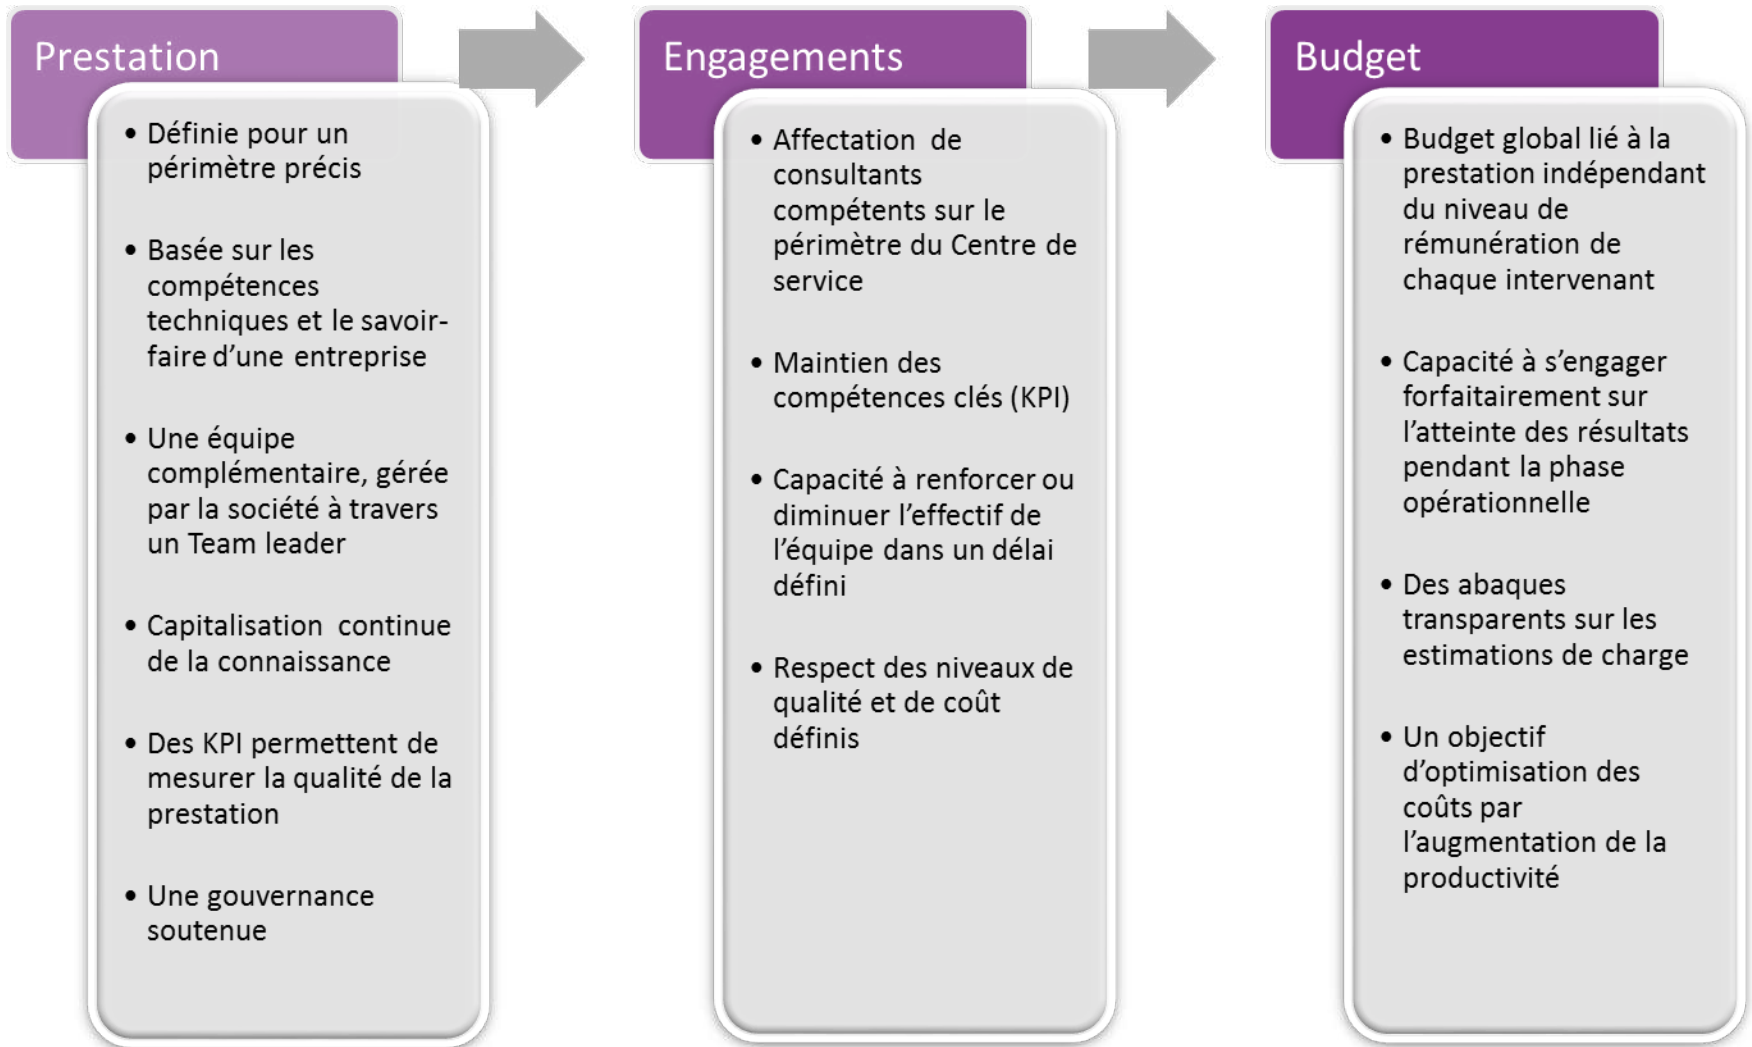 Prestation
• Définie pour un
périmètre précis
• Basée sur les
compétences
techniques et le savoir-
faire d’une entreprise
• Une équipe
complémentaire, gérée
par la société à travers
un Team leader
• Capitalisation continue
de la connaissance
• Des KPI permettent de
mesurer la qualité de la
prestation
• Une gouvernance
soutenue
Engagements
• Affectation de
consultants
compétents sur le
périmètre du Centre de
service
• Maintien des
compétences clés (KPI)
• Capacité à renforcer ou
diminuer l’effectif de
l’équipe dans un délai
défini
• Respect des niveaux de
qualité et de coût
définis
Budget
• Budget global lié à la
prestation indépendant
du niveau de
rémunération de
chaque intervenant
• Capacité à s’engager
forfaitairement sur
l’atteinte des résultats
pendant la phase
opérationnelle
• Des abaques
transparents sur les
estimations de charge
• Un objectif
d’optimisation des
coûts par
l’augmentation de la
productivité